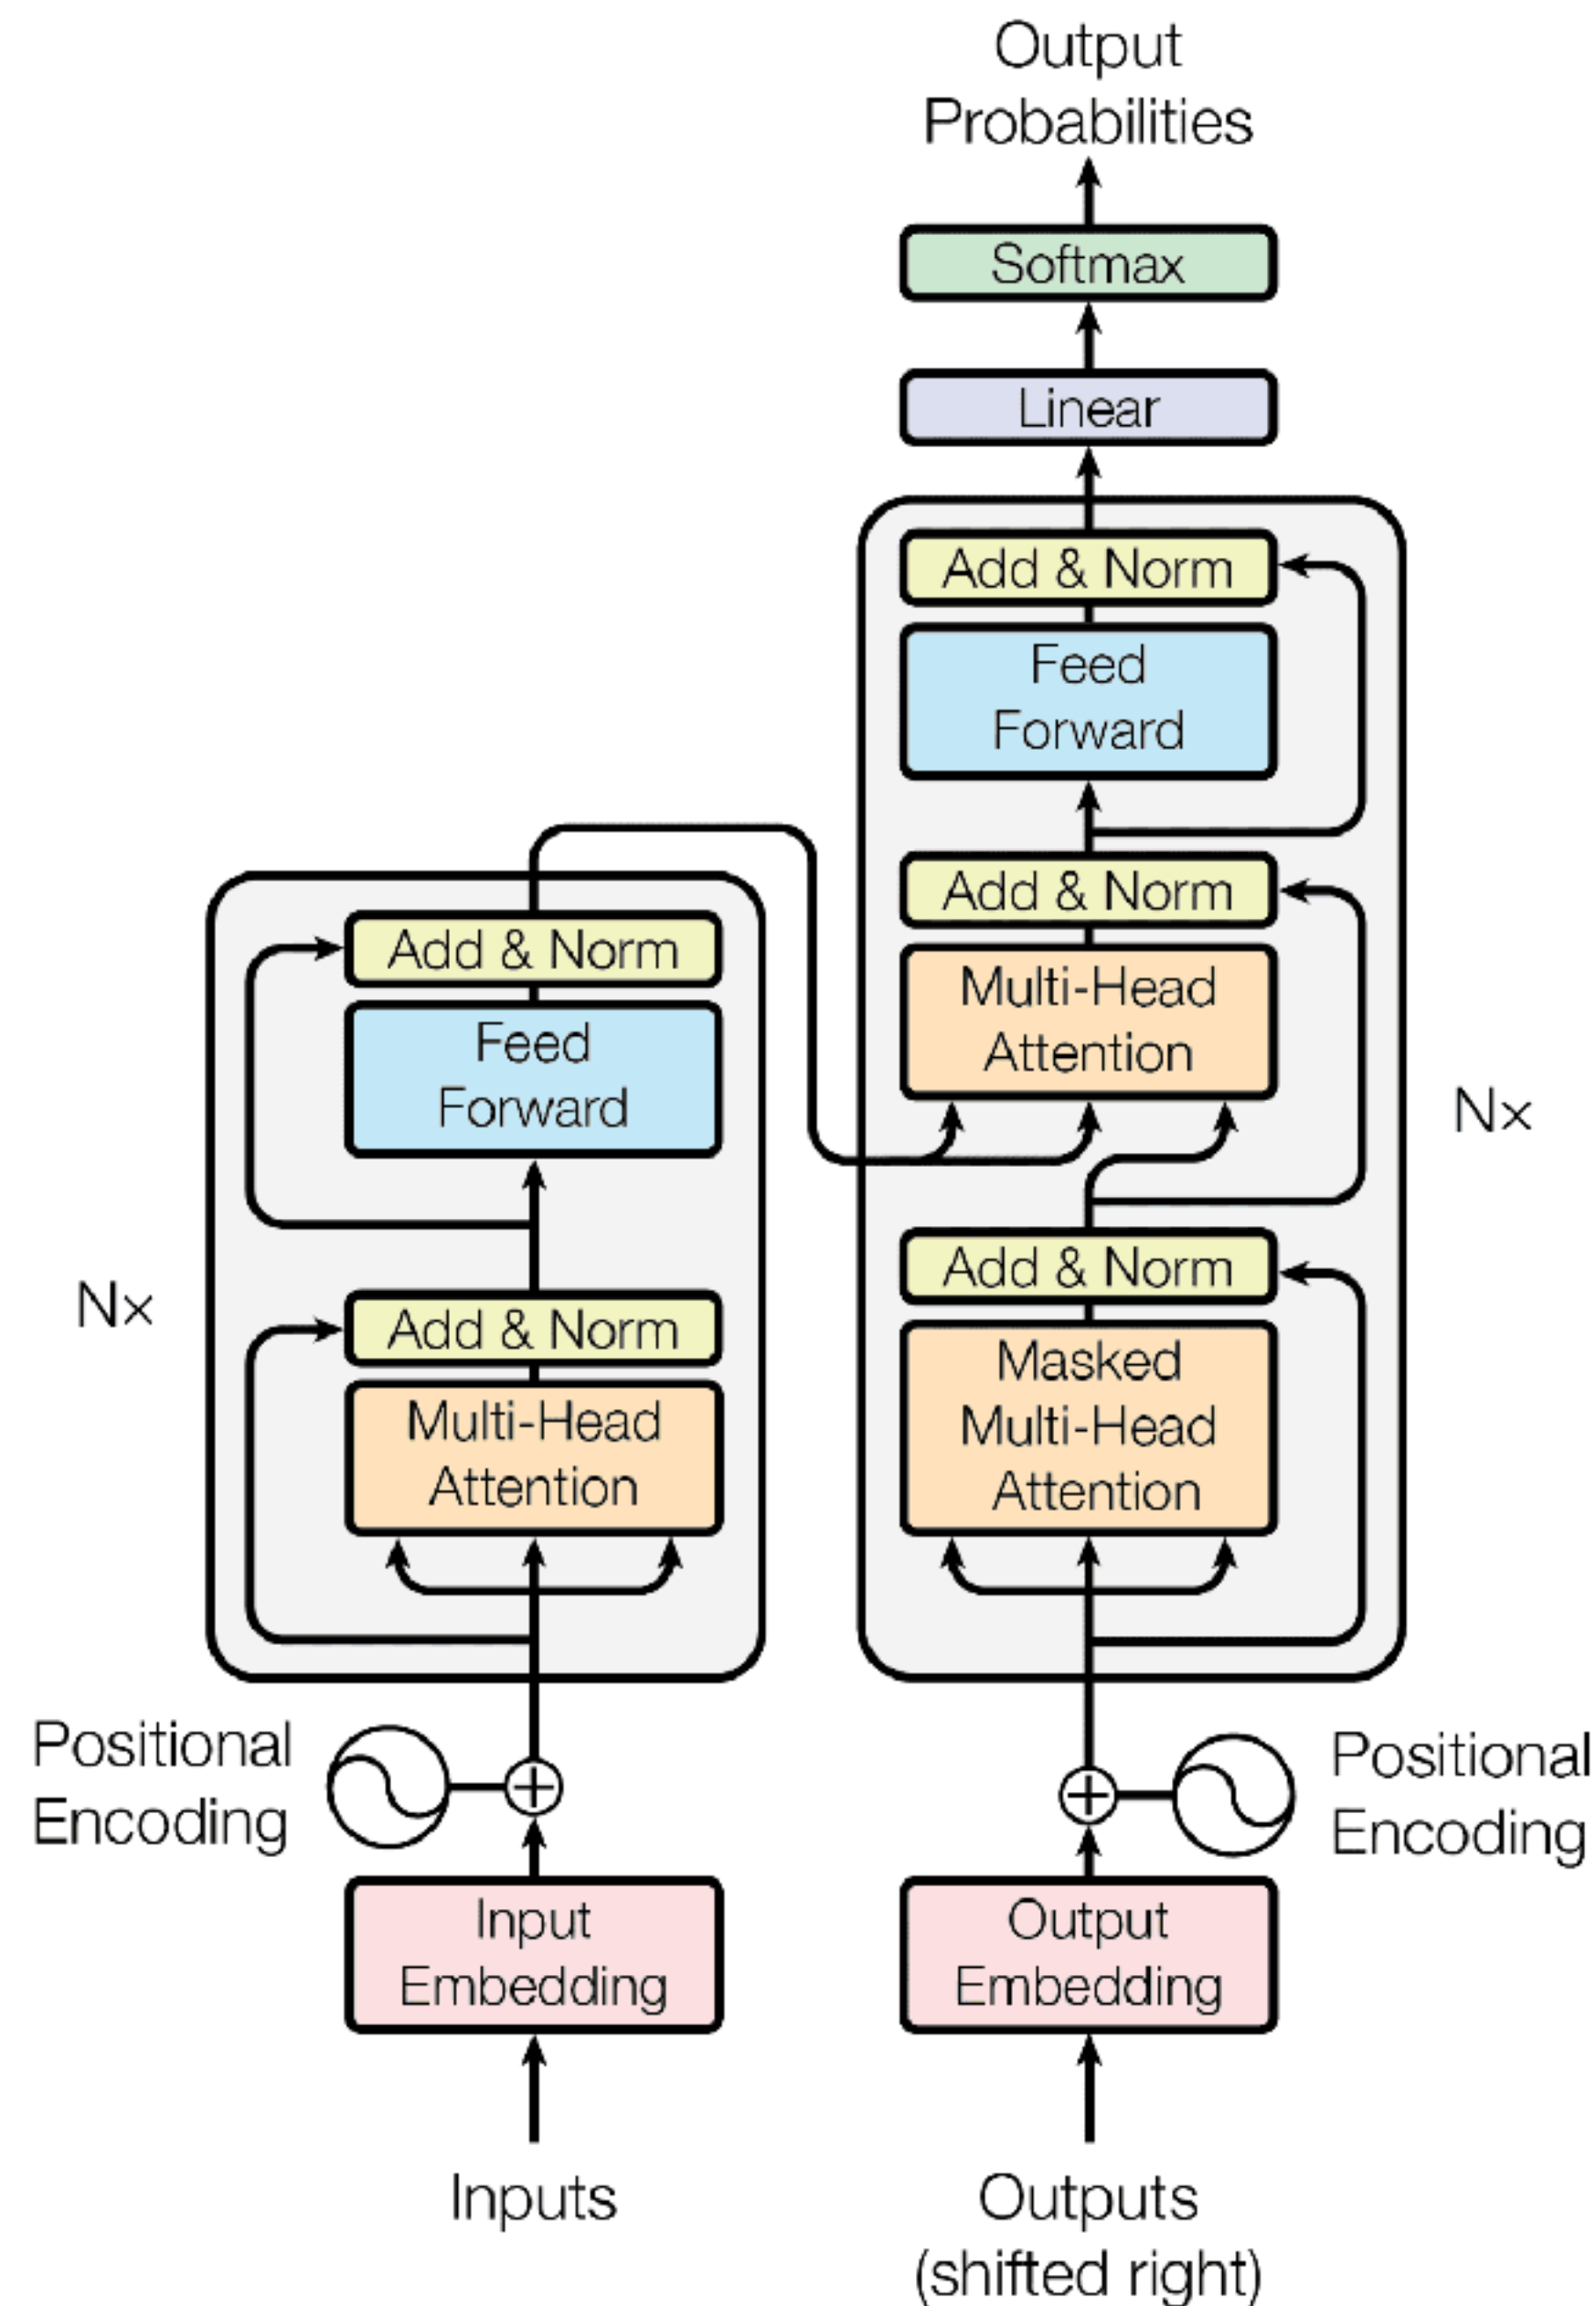 Output
Probabilities
Softmax
Linear
Add & Norm
Feed
Forward
Add & Norm
Multi-Head
Attention
Nx
Add & Norm
Masked
Multi-Head
Attention
Add & Norm
Feed
Forward
Nx
Add & Norm
Multi-Head
Attention
Positional
Encoding
Positional
Encoding
Input
Embedding
Output
Embedding
Inputs
Outputs
(shifted right)